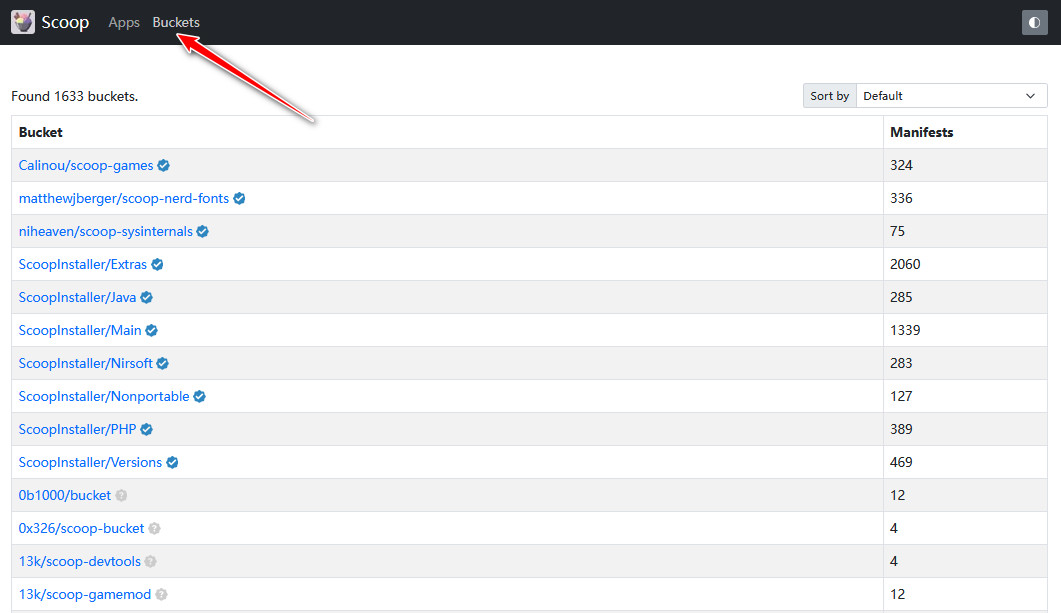 Scoop Apps Buckets
Found 1633 buckets.
Sort by Default
Bucket Manifests
Calinou/scoop-games 324
matthewjberger/scoop-nerd-fonts 336
niheaven/scoop-sysinternals 75
ScoopInstaller/Extras 2060
ScoopInstaller/Java 285
ScoopInstaller/Main 1339
ScoopInstaller/Nirsoft 283
ScoopInstaller/Nonportable 127
ScoopInstaller/PHP 389
ScoopInstaller/Versions 469
0b1000/bucket 12
0x326/scoop-bucket 4
13k/scoop-devtools 4
13k/scoop-gamemod 12